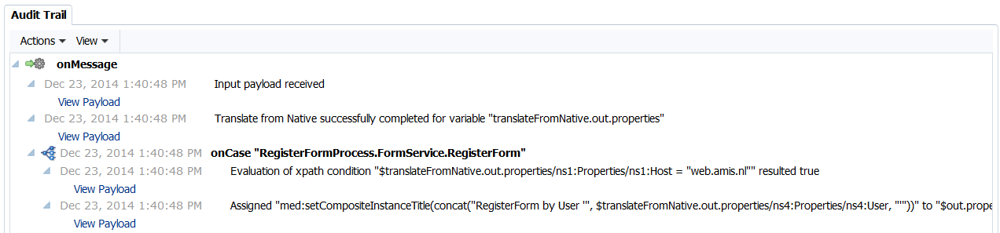 Audit Trail
Actions View
onMessage
Dec 23, 2014 1:40:48 PM Input payload received
View Payload
Dec 23, 2014 1:40:48 PM Translate from Native successfully completed for variable "translateFromNative.out.properties"
View Payload
Dec 23, 2014 1:40:48 PM onCase "RegisterFormProcess.FormService.RegisterForm"
Dec 23, 2014 1:40:48 PM Evaluation of xpath condition "$translateFromNative.out.properties/ns1:Properties/ns1:Host = "web.amis.nl"" resulted true
View Payload
Dec 23, 2014 1:40:48 PM Assigned "med:setCompositeInstanceTitle(concat("RegisterForm by User '", $translateFromNative.out.properties/ns4:Properties/ns4:User, "'"))" to "$out.prope
View Payload